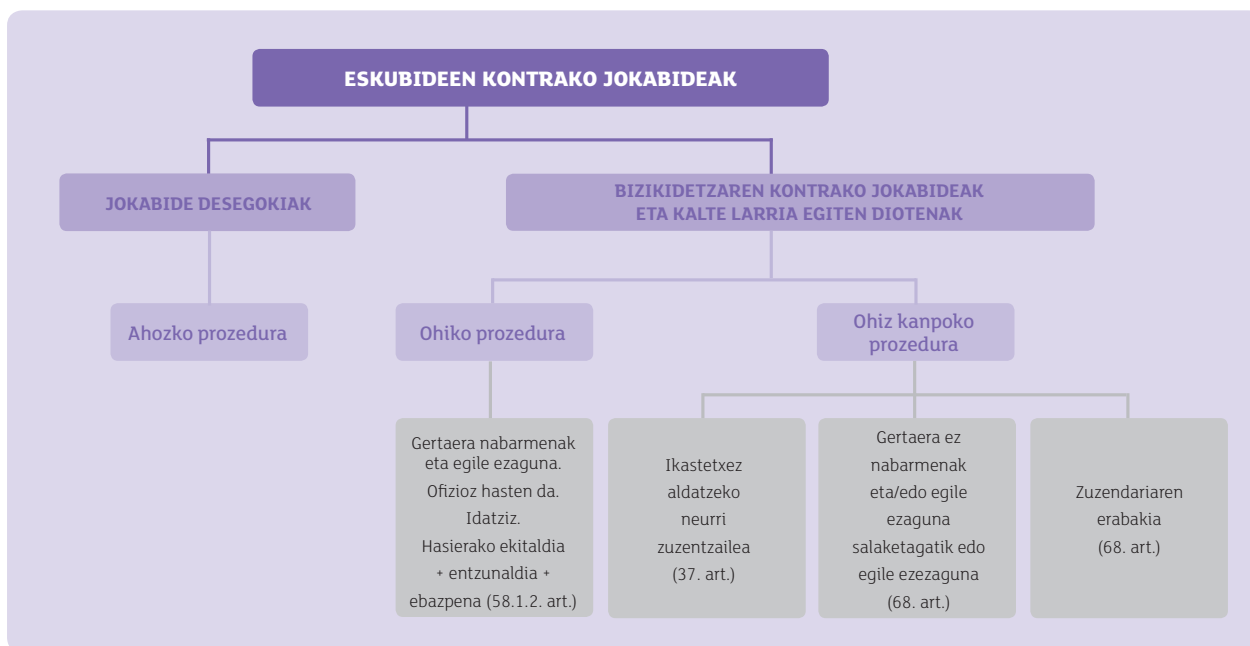 ESKUBIDEEN KONTRAKO JOKABIDEAK
JOKABIDE DESEGOKIAK
BIZIKIDETZAREN KONTRAKO JOKABIDEAK
ETA KALTE LARRIA EGITEN DIOTENAK
Ahozko prozedura
Ohiko prozedura
Ohiz kanpoko
prozedura
Gertaera nabarmenak
eta egile ezaguna.
Ofizioz hasten da.
Idatziz.
Hasierako ekitaldia
+ entzunaldia +
ebazpena (58.1.2. art.)
Ikastetxez
aldatzeko
neurri
zuzentzailea
(37. art.)
Gertaera ez
nabarmenak
eta/edo egile
ezaguna
salaketagatik edo
egile ezezaguna
(68. art.)
Zuzendariaren
erabakia
(68. art.)